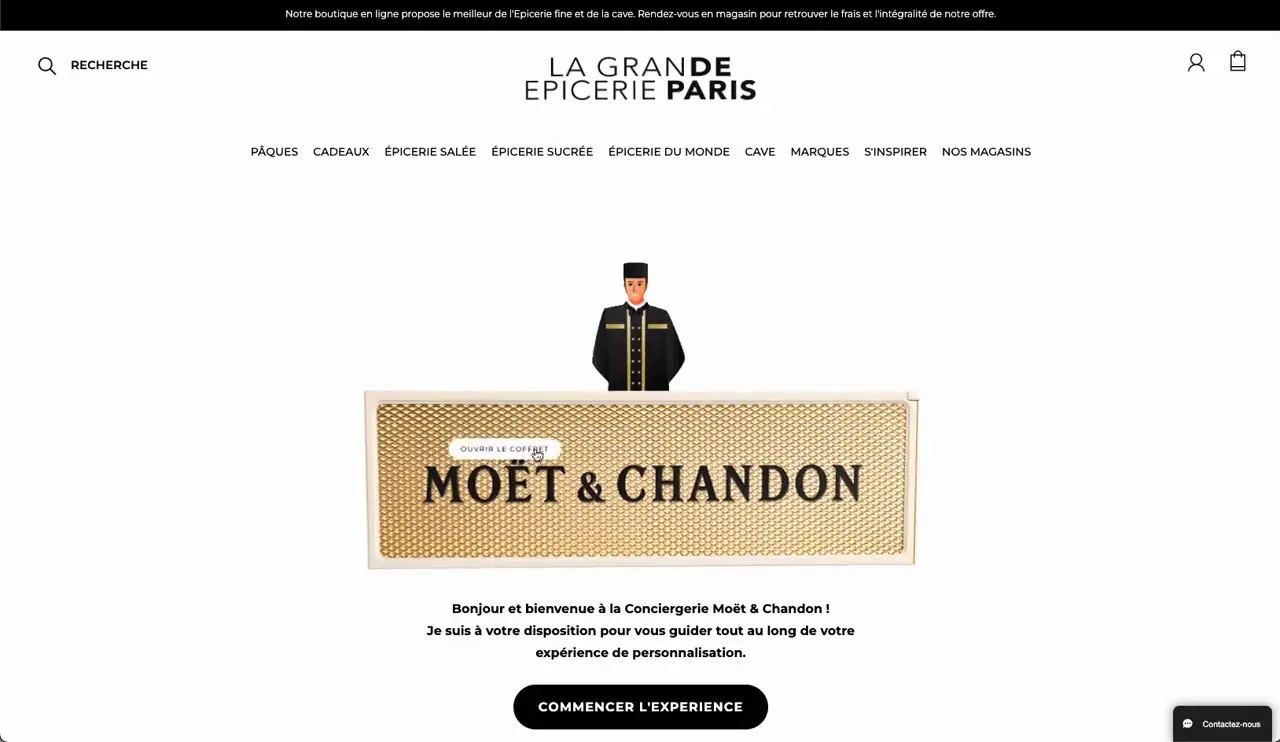 Notre boutique en ligne propose le meilleur de l'Epicerie fine et de la cave. Rendez-vous en magasin pour retrouver le frais et l'intégralité de notre offre.
RECHERCHE
LA GRANDE
EPICERIE PARIS
PÂQUES CADEAUX ÉPICERIE SALÉE ÉPICERIE SUCRÉE ÉPICERIE DU MONDE CAVE MARQUES S'INSPIRER NOS MAGASINS
OUVRIR LE COFFRET
MOËT & CHANDON
Bonjour et bienvenue à la Conciergerie Moët & Chandon !
Je suis à votre disposition pour vous guider tout au long de votre
expérience de personnalisation.
COMMENCER L'EXPERIENCE
Contactez-nous